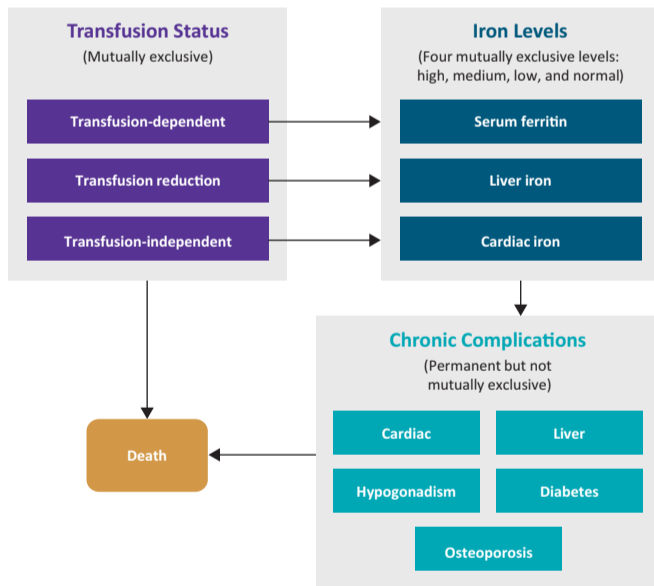 Transfusion Status
(Mutually exclusive)
Transfusion-dependent
Transfusion reduction
Transfusion-independent
Iron Levels
(Four mutually exclusive levels:
high, medium, low, and normal)
Serum ferritin
Liver iron
Cardiac iron
Chronic Complications
(Permanent but not
mutually exclusive)
Cardiac
Liver
Hypogonadism
Diabetes
Osteoporosis
Death